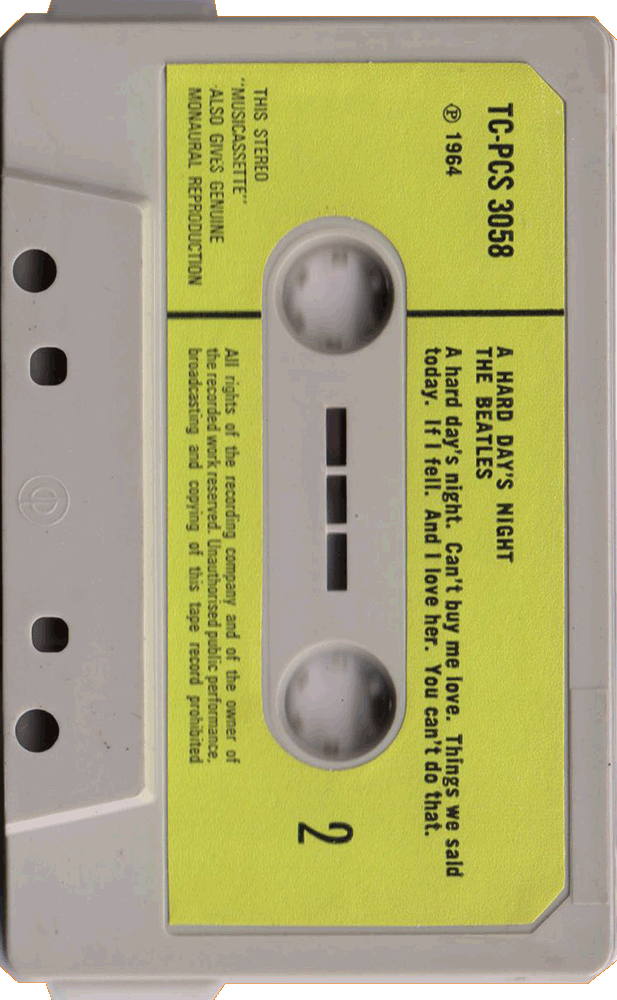 TC-PCS 3058
℗ 1964
THIS STEREO
"MUSICASSETTE"
ALSO GIVES GENUINE
MONAURAL REPRODUCTION
A HARD DAY'S NIGHT
THE BEATLES
A hard day's night. Can't buy me love. Things we said
today. If I fell. And I love her. You can't do that.
2
All rights of the recording company and of the owner of
the recorded work reserved. Unauthorised public performance,
broadcasting and copying of this tape record prohibited